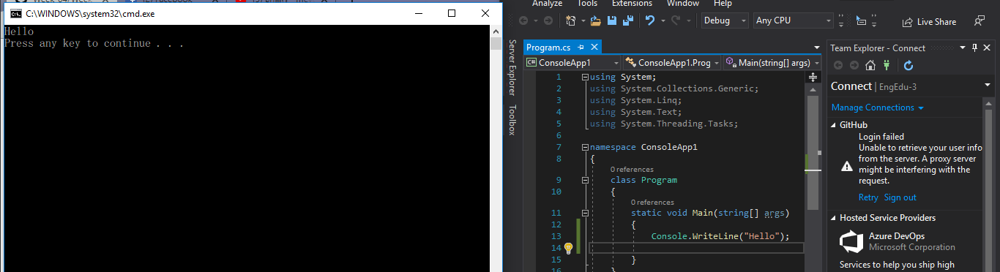 C:\WINDOWS\system32\cmd.exe
Hello
Press any key to continue . . .
Analyze Tools Extensions Window Help
Debug Any CPU Live Share
Server Explorer
Toolbox
Program.cs
ConsoleApp1 ConsoleApp1.Prog Main(string[] args)
1 using System;
2 using System.Collections.Generic;
3 using System.Linq;
4 using System.Text;
5 using System.Threading.Tasks;
6
7 namespace ConsoleApp1
8 {
0 references
9 class Program
10 {
0 references
11 static void Main(string[] args)
12 {
13 Console.WriteLine("Hello");
14
15 }
Team Explorer - Connect
Connect | EngEdu-3
Manage Connections
GitHub
Login failed
Unable to retrieve your user info
from the server. A proxy server
might be interfering with the
request.
Retry Sign out
Hosted Service Providers
Azure DevOps
Microsoft Corporation
Services to help you ship high